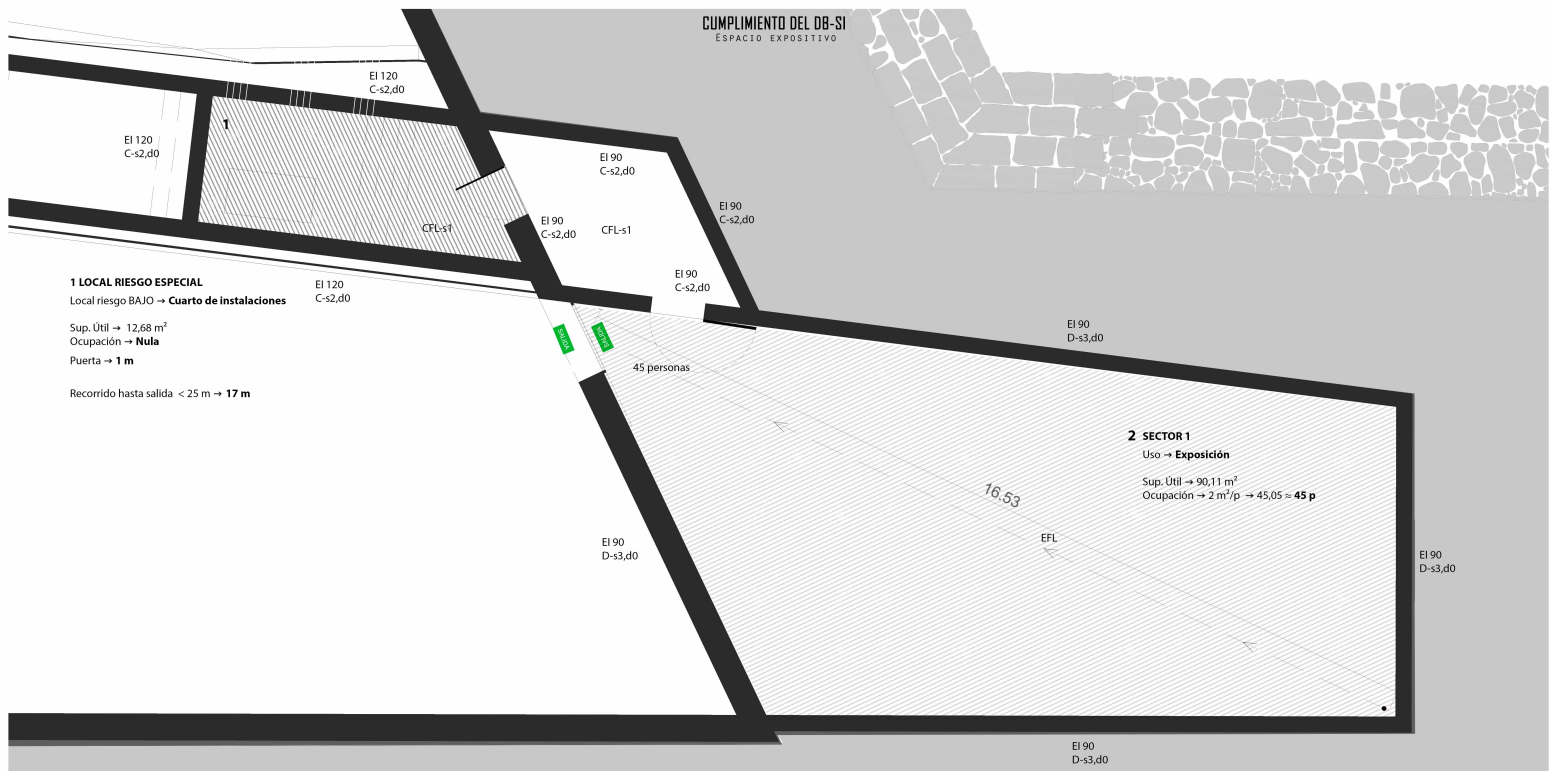 CUMPLIMIENTO DEL DB-SI
ESPACIO EXPOSITIVO
EI 120
C-s2,d0
1
EI 120
C-s2,d0
EI 90
C-s2,d0
EI 90
C-s2,d0
EI 90
C-s2,d0
CFL-s1
CFL-s1
EI 90
C-s2,d0
EI 120
C-s2,d0
1 LOCAL RIESGO ESPECIAL
Local riesgo BAJO → Cuarto de instalaciones
Sup. Útil → 12,68 m²
Ocupación → Nula
Puerta → 1 m
Recorrido hasta salida < 25 m → 17 m
SALIDA
SALIDA
45 personas
EI 90
D-s3,d0
2 SECTOR 1
Uso → Exposición
Sup. Útil → 90,11 m²
Ocupación → 2 m²/p → 45,05 ≈ 45 p
16.53
EFL
EI 90
D-s3,d0
EI 90
D-s3,d0
EI 90
D-s3,d0